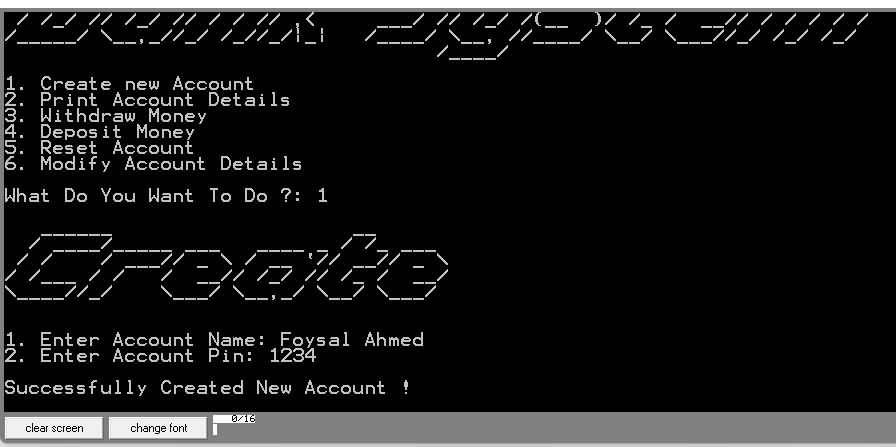 Bank System
1. Create new Account
2. Print Account Details
3. Withdraw Money
4. Deposit Money
5. Reset Account
6. Modify Account Details
What Do You Want To Do ?: 1
Create
1. Enter Account Name: Foysal Ahmed
2. Enter Account Pin: 1234
Successfully Created New Account !
clear screen change font 0/16